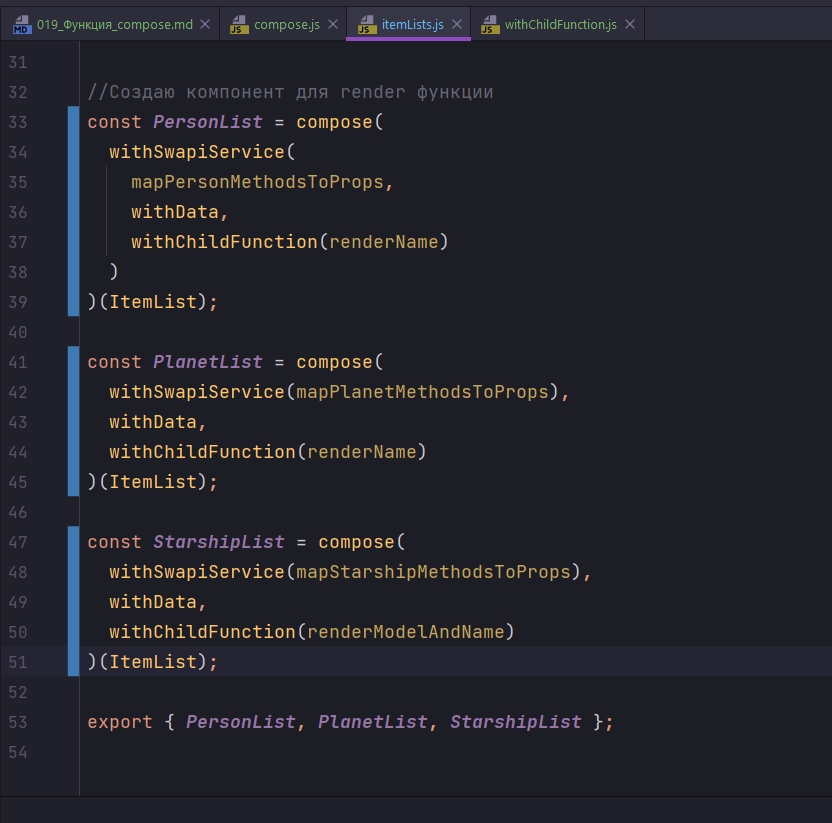 MD 019_Функция_compose.md × JS compose.js × JS itemLists.js × JS withChildFunction.js ×
31
32 //Создаю компонент для render функции
33 const PersonList = compose(
34   withSwapiService(
35     mapPersonMethodsToProps,
36     withData,
37     withChildFunction(renderName)
38   )
39 )(ItemList);
40
41 const PlanetList = compose(
42   withSwapiService(mapPlanetMethodsToProps),
43   withData,
44   withChildFunction(renderName)
45 )(ItemList);
46
47 const StarshipList = compose(
48   withSwapiService(mapStarshipMethodsToProps),
49   withData,
50   withChildFunction(renderModelAndName)
51 )(ItemList);
52
53 export { PersonList, PlanetList, StarshipList };
54